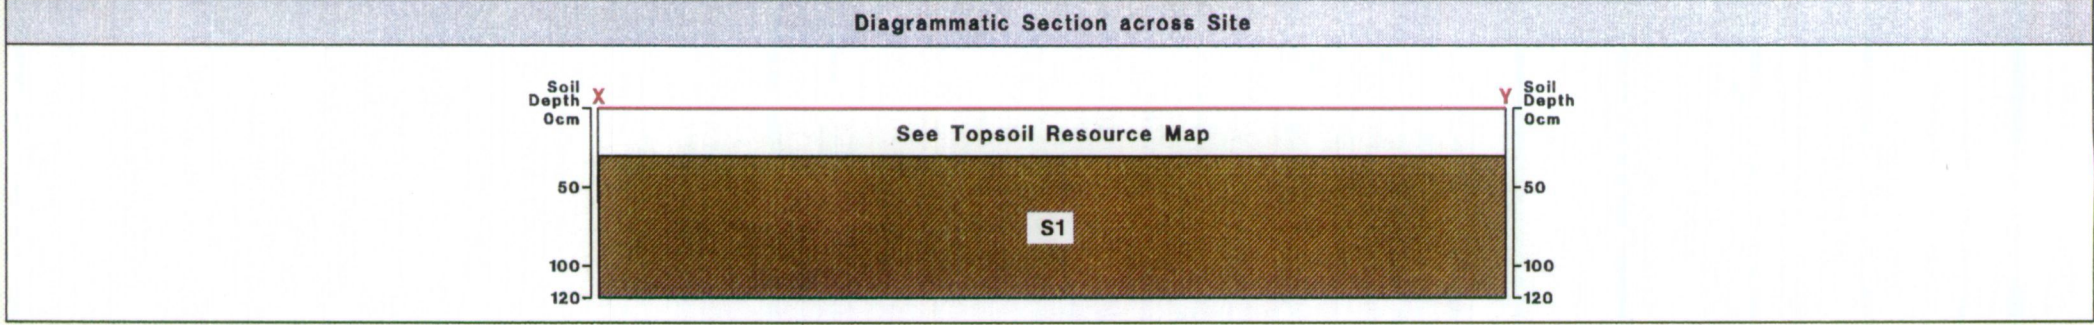 Diagrammatic Section across Site
Soil
Depth
0cm
X
Y
Soil
Depth
0cm
See Topsoil Resource Map
50
50
S1
100
100
120
120